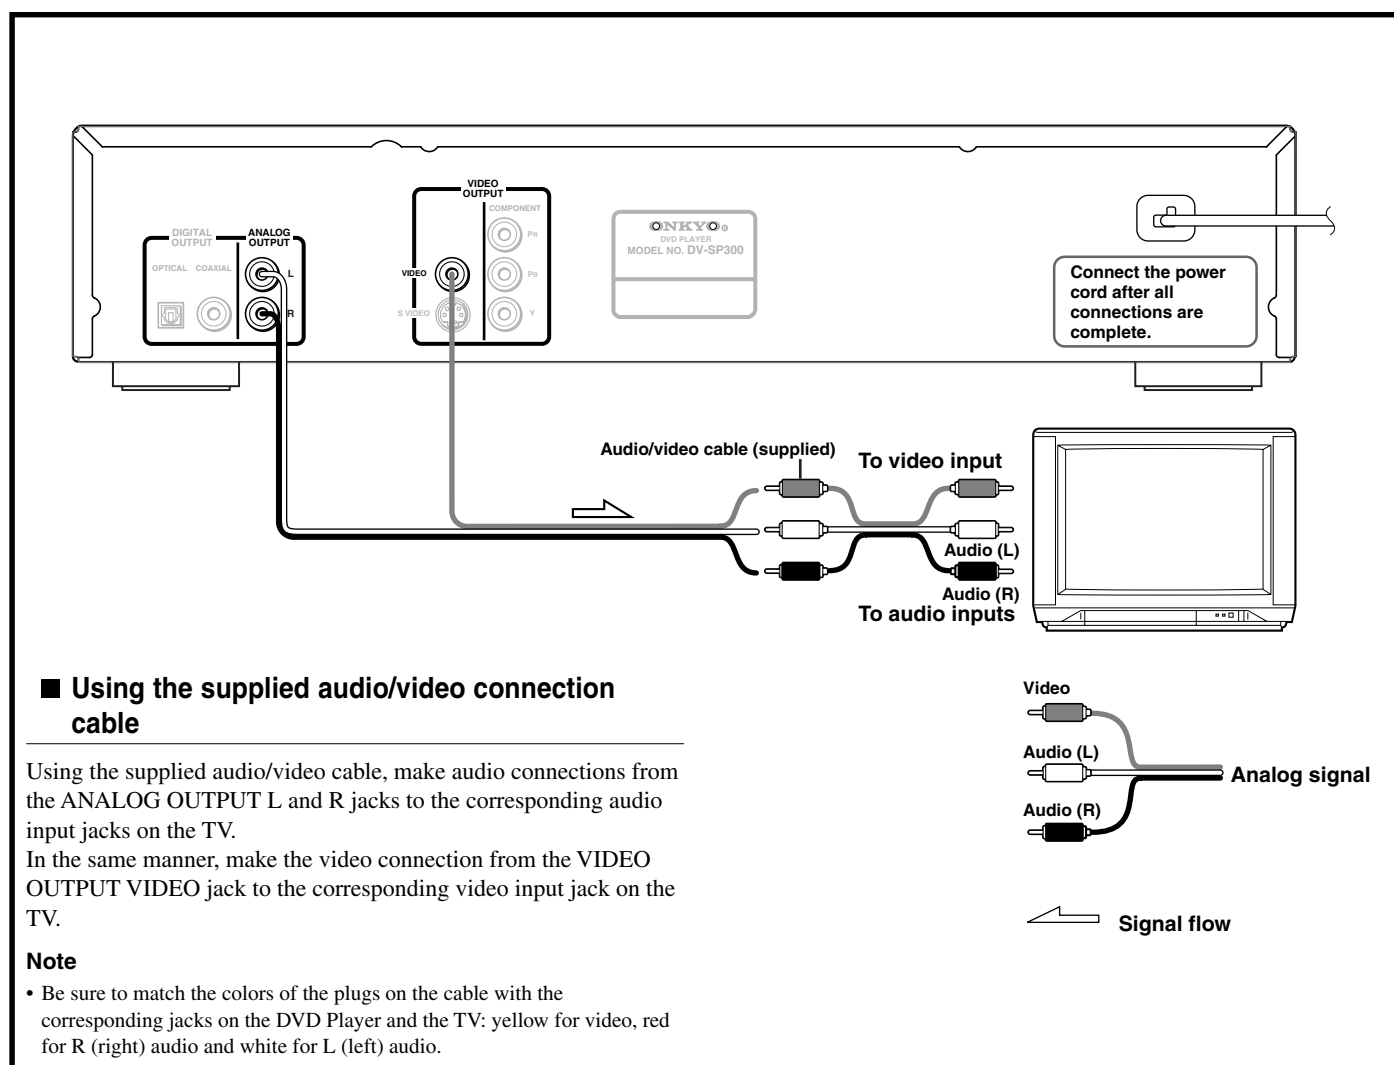 VIDEO
OUTPUT
COMPONENT
PR
DIGITAL
OUTPUT
ANALOG
OUTPUT
ONKYO
DVD PLAYER
MODEL NO. DV-SP300
OPTICAL COAXIAL
L
VIDEO
PB
R
S VIDEO
Y
Connect the power
cord after all
connections are
complete.
Audio/video cable (supplied)
To video input
Audio (L)
Audio (R)
To audio inputs
■ Using the supplied audio/video connection
cable
Using the supplied audio/video cable, make audio connections from
the ANALOG OUTPUT L and R jacks to the corresponding audio
input jacks on the TV.
In the same manner, make the video connection from the VIDEO
OUTPUT VIDEO jack to the corresponding video input jack on the
TV.
Note
• Be sure to match the colors of the plugs on the cable with the
corresponding jacks on the DVD Player and the TV: yellow for video, red
for R (right) audio and white for L (left) audio.
Video
Audio (L)
Analog signal
Audio (R)
Signal flow